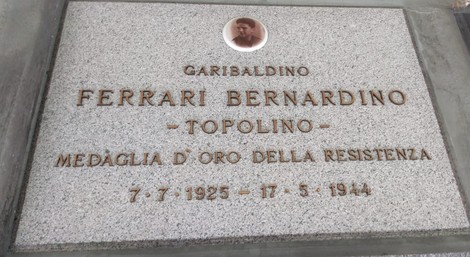 GARIBALDINO
FERRARI BERNARDINO
- TOPOLINO -
MEDAGLIA D'ORO DELLA RESISTENZA
7-7-1925 - 17-5-1944